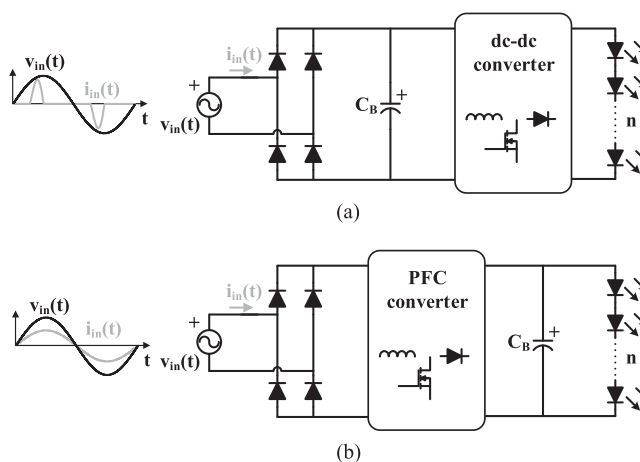 v_in(t)
i_in(t)
t
i_in(t)
+
v_in(t)
C_B
+
dc-dc
converter
n
(a)
v_in(t)
i_in(t)
t
i_in(t)
+
v_in(t)
PFC
converter
C_B
+
n
(b)